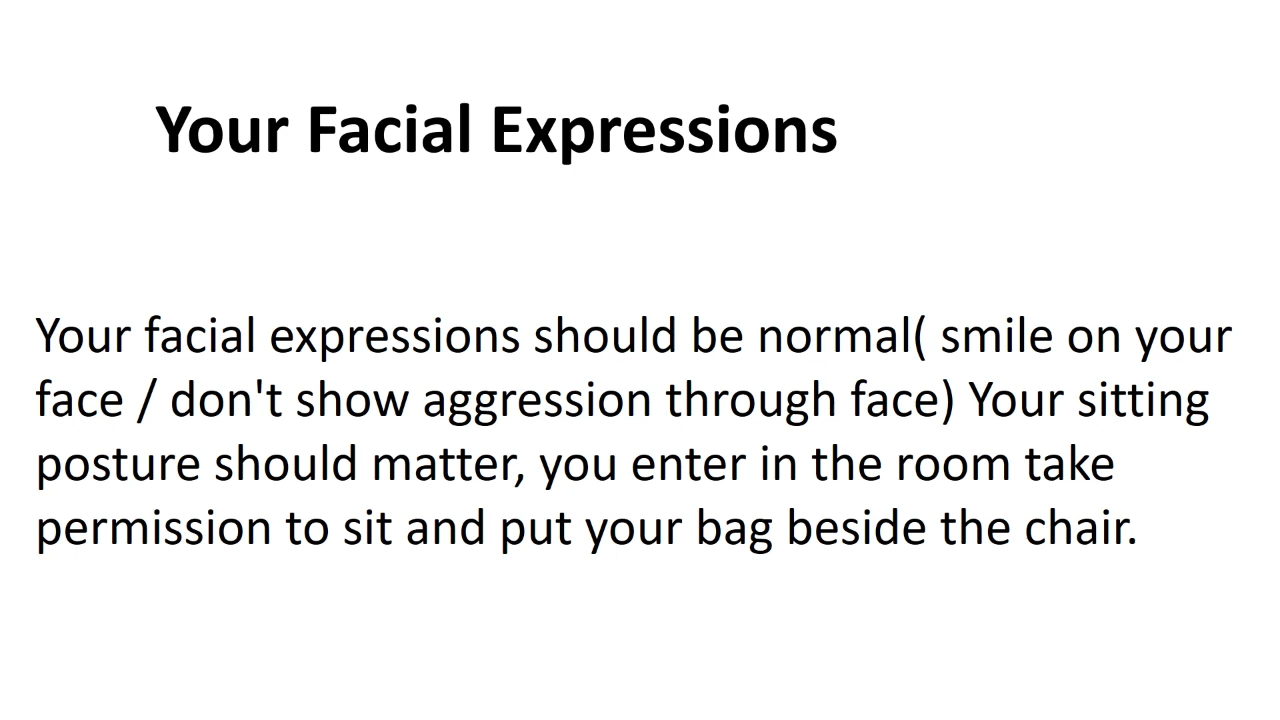 Your Facial Expressions
Your facial expressions should be normal( smile on your
face / don't show aggression through face) Your sitting
posture should matter, you enter in the room take
permission to sit and put your bag beside the chair.